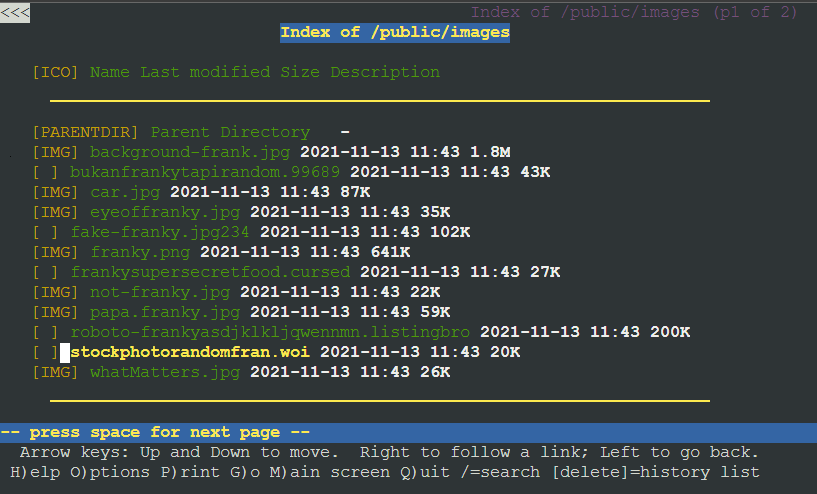 <<< Index of /public/images (p1 of 2)
Index of /public/images
[ICO] Name Last modified Size Description
[PARENTDIR] Parent Directory -
[IMG] background-frank.jpg 2021-11-13 11:43 1.8M
[ ] bukanfrankytapirandom.99689 2021-11-13 11:43 43K
[IMG] car.jpg 2021-11-13 11:43 87K
[IMG] eyeoffranky.jpg 2021-11-13 11:43 35K
[ ] fake-franky.jpg234 2021-11-13 11:43 102K
[IMG] franky.png 2021-11-13 11:43 641K
[ ] frankysupersecretfood.cursed 2021-11-13 11:43 27K
[IMG] not-franky.jpg 2021-11-13 11:43 22K
[IMG] papa.franky.jpg 2021-11-13 11:43 59K
[ ] roboto-frankyasdjklkljqwennmn.listingbro 2021-11-13 11:43 200K
[ ] stockphotorandomfran.woi 2021-11-13 11:43 20K
[IMG] whatMatters.jpg 2021-11-13 11:43 26K
-- press space for next page --
Arrow keys: Up and Down to move. Right to follow a link; Left to go back.
H)elp O)ptions P)rint G)o M)ain screen Q)uit /=search [delete]=history list